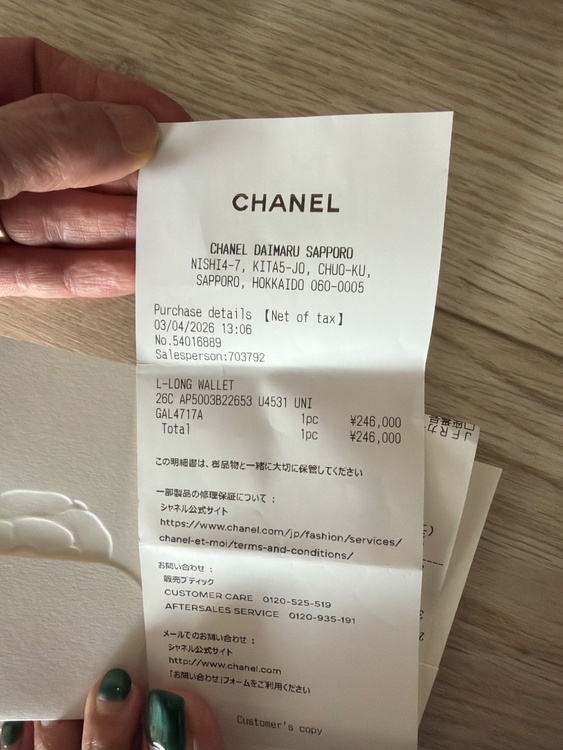 CHANEL
CHANEL DAIMARU SAPPORO
NISHI4-7, KITA5-JO, CHUO-KU,
SAPPORO, HOKKAIDO 060-0005
Purchase details 【Net of tax】
03/04/2026 13:06
No.54016889
Salesperson:703792
L-LONG WALLET
26C AP5003B22653 U4531 UNI
GAL4717A 1pc ¥246,000
Total 1pc ¥246,000
この明細書は、御品物と一緒に大切に保管してください
一部製品の修理保証について：
シャネル公式サイト
https://www.chanel.com/jp/fashion/services/
chanel-et-moi/terms-and-conditions/
お問い合わせ：
販売ブティック
CUSTOMER CARE 0120-525-519
AFTERSALES SERVICE 0120-935-191
メールでのお問い合わせ：
シャネル公式サイト
http://www.chanel.com
「お問い合わせ」フォームをご利用ください
Customer's copy